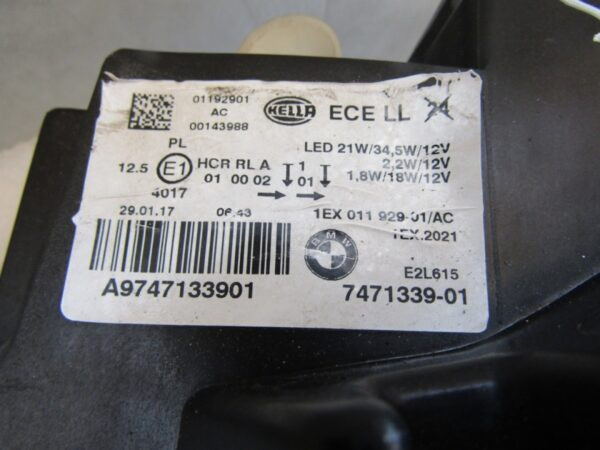 01192901
AC
00143988
HELLA ECE LL
PL
12.5 E1 HCR RL A 1
01 0 0 02 01
4017
LED 21W/34,5W/12V
2,2W/12V
1,8W/18W/12V
29.01.17 06:43
1EX 011 929-01/AC
1EX.2021
BMW
E2L615
A9747133901
7471339-01